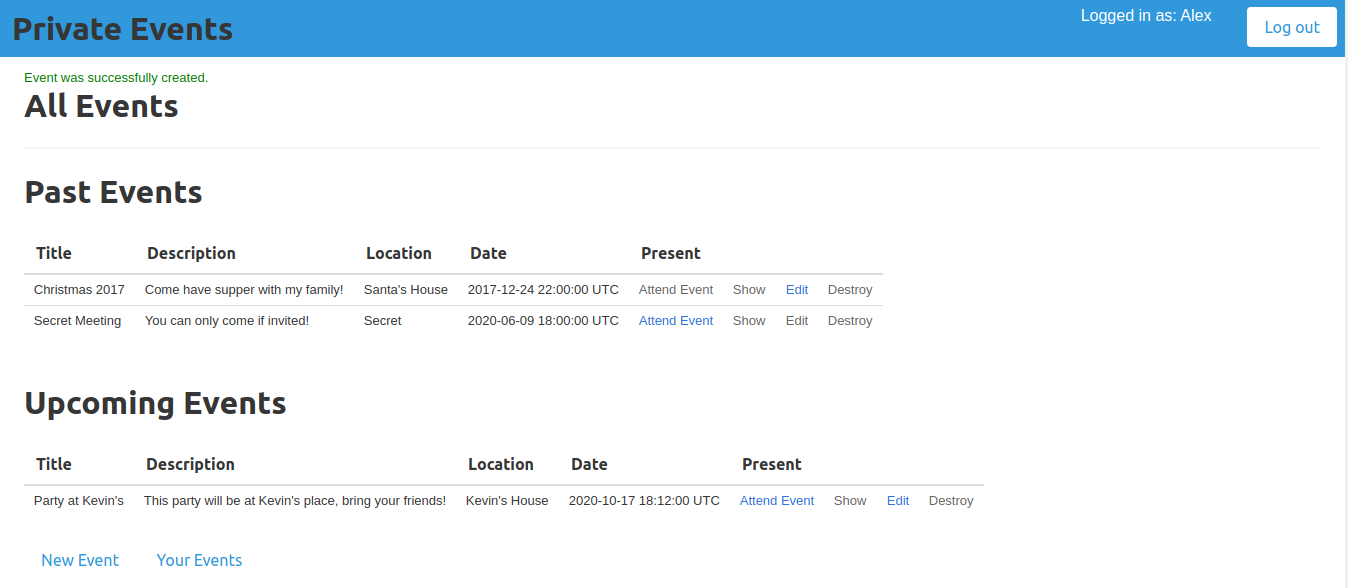 Private Events
Logged in as: Alex
Log out
Event was successfully created.
All Events
Past Events
Title Description Location Date Present
Christmas 2017 Come have supper with my family! Santa's House 2017-12-24 22:00:00 UTC Attend Event Show Edit Destroy
Secret Meeting You can only come if invited! Secret 2020-06-09 18:00:00 UTC Attend Event Show Edit Destroy
Upcoming Events
Title Description Location Date Present
Party at Kevin's This party will be at Kevin's place, bring your friends! Kevin's House 2020-10-17 18:12:00 UTC Attend Event Show Edit Destroy
New Event Your Events